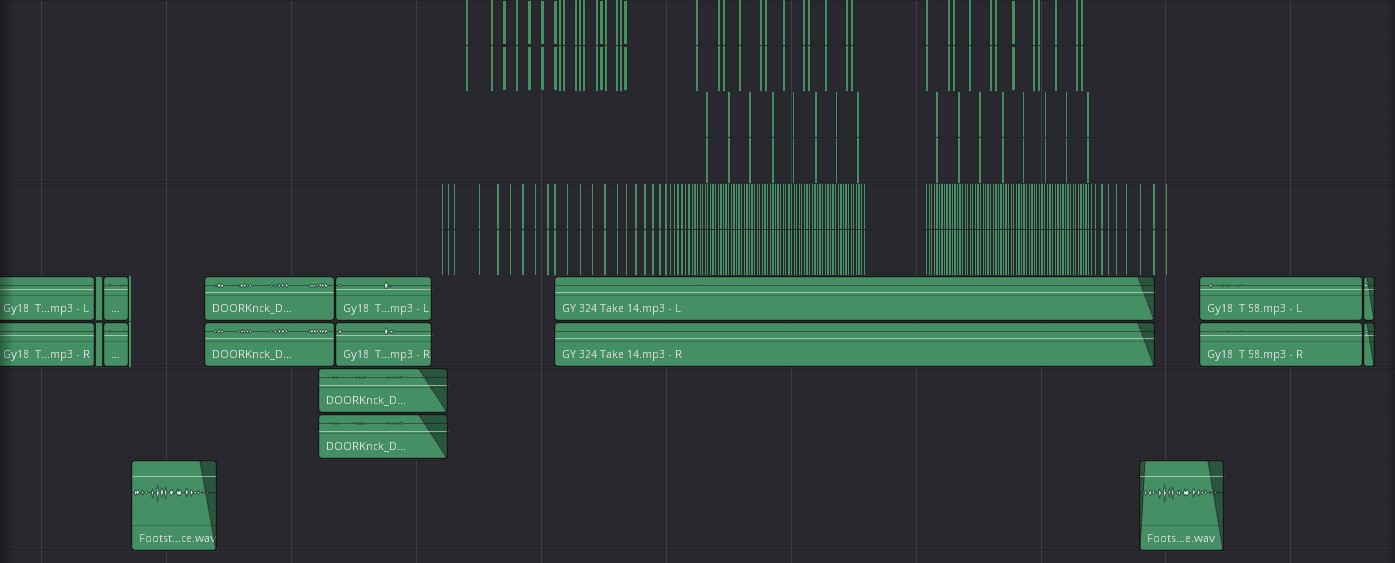 Gy18 T...mp3 - L
...
DOORKnck_D...
Gy18 T...mp3 - L
GY 324 Take 14.mp3 - L
Gy18 T 58.mp3 - L
Gy18 T...mp3 - R
...
DOORKnck_D...
Gy18 T...mp3 - R
GY 324 Take 14.mp3 - R
Gy18 T 58.mp3 - R
DOORKnck_D...
DOORKnck_D...
Footst...ce.wav
Foots...e.wav